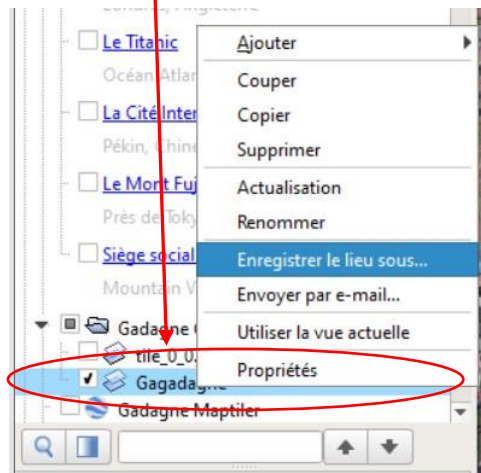 Le Titanic
Océan Atlan
La Cité Inter
Pékin, Chine
Le Mont Fuj
Près de Toky
Siège social
Mountain V
Gadagne
tile_0_0.
Gagadagne
Gadagne Maptiler
Ajouter
Couper
Copier
Supprimer
Actualisation
Renommer
Enregistrer le lieu sous...
Envoyer par e-mail...
Utiliser la vue actuelle
Propriétés